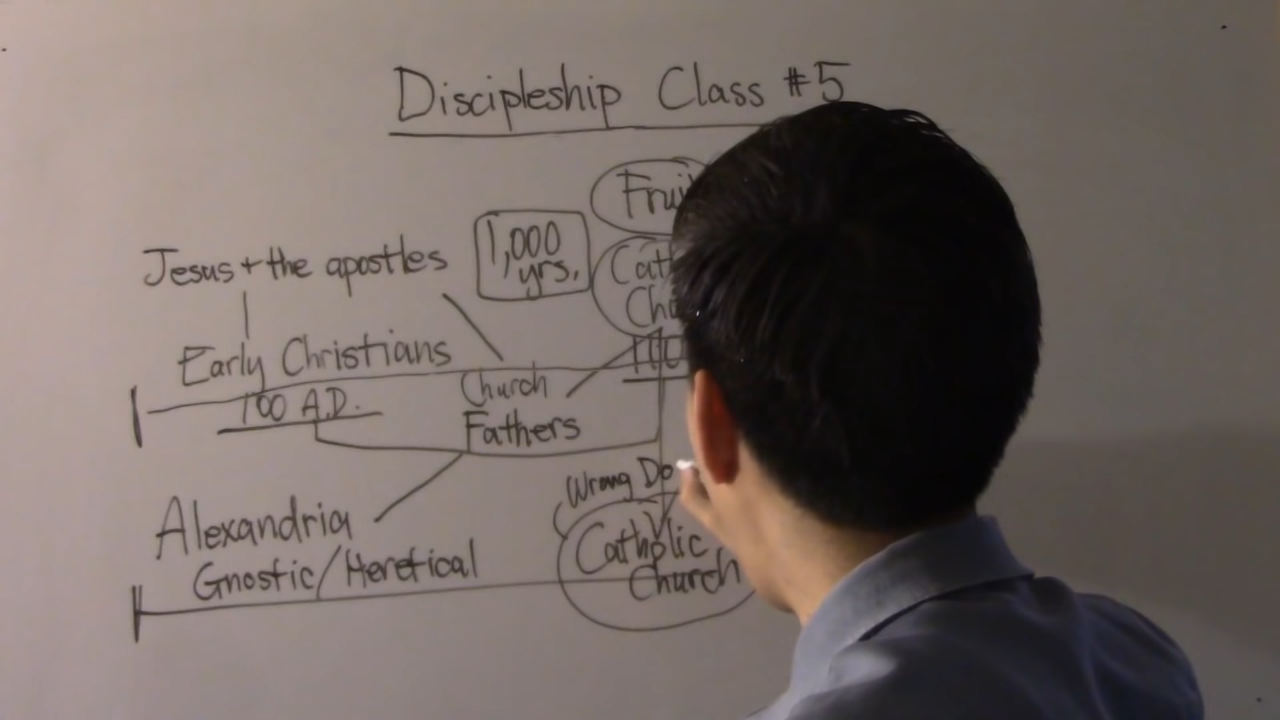 Discipleship Class #5
1,000
yrs.
Jesus + the apostles
Early Christians
100 A.D.
Church
Fathers
Wrong
Alexandria
Gnostic/Heretical
Catholic
Church